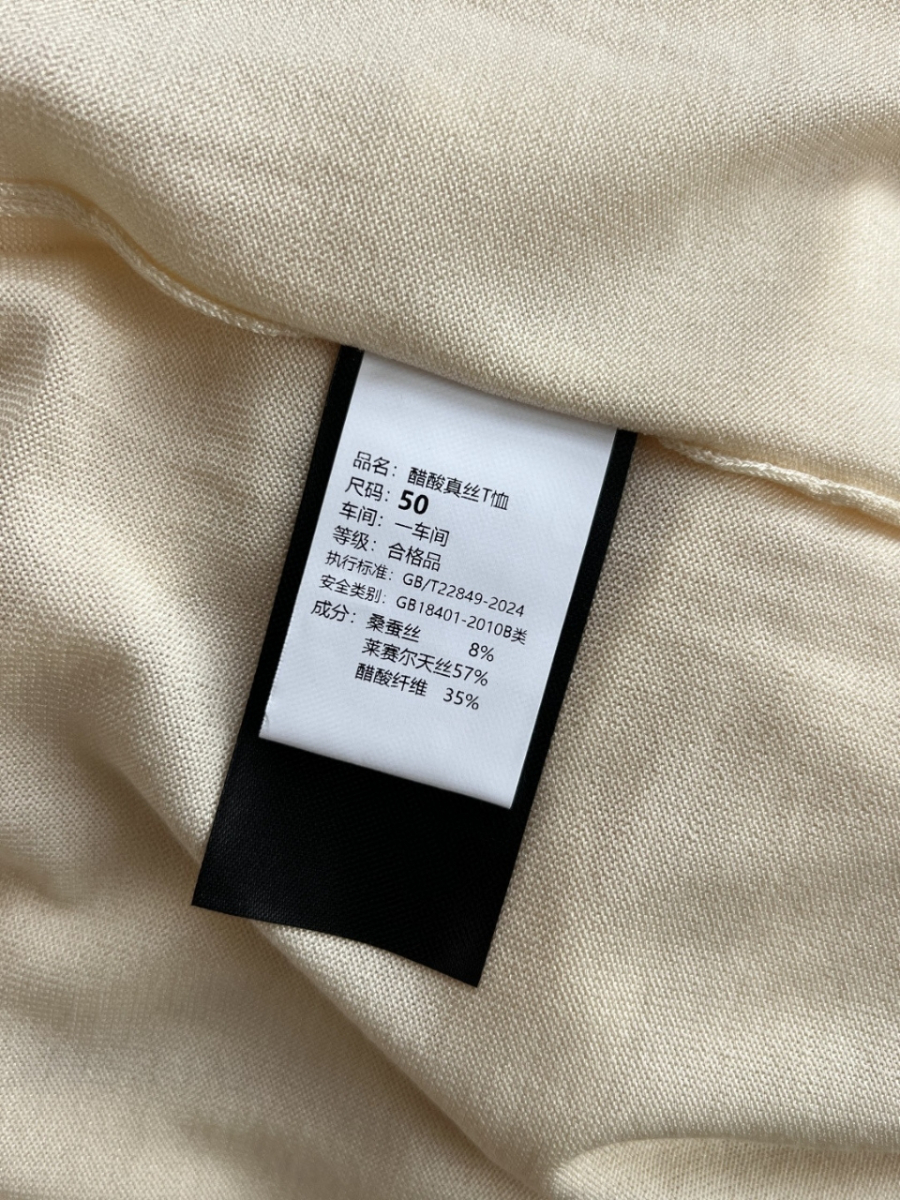 品名：醋酸真丝T恤
尺码：50
车间：一车间
等级：合格品
执行标准：GB/T22849-2024
安全类别：GB18401-2010B类
成分：桑蚕丝 8%
莱赛尔天丝57%
醋酸纤维 35%